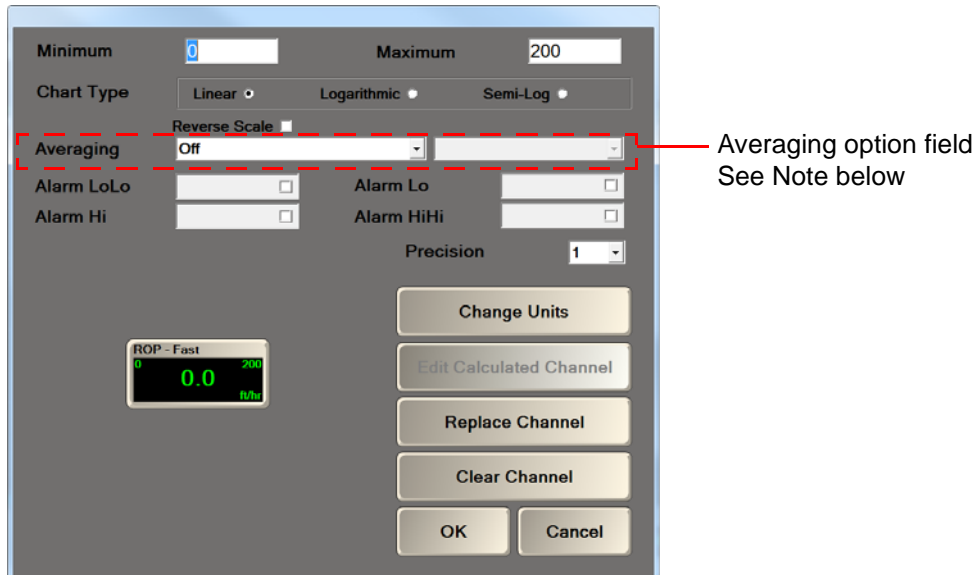 Minimum 0 Maximum 200
Chart Type Linear Logarithmic Semi-Log
Reverse Scale
Averaging Off
Averaging option field
See Note below
Alarm LoLo Alarm Lo
Alarm Hi Alarm HiHi
Precision 1
Change Units
ROP - Fast
0 200
0.0
ft/hr
Edit Calculated Channel
Replace Channel
Clear Channel
OK Cancel